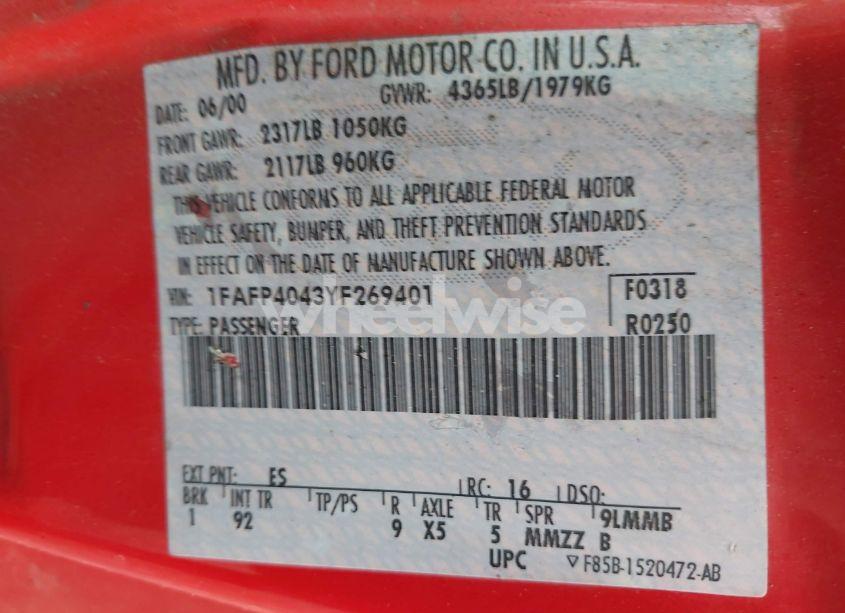 MFD. BY FORD MOTOR CO. IN U.S.A.
DATE: 06/00 GVWR: 4365LB/1979KG
FRONT GAWR: 2317LB 1050KG
REAR GAWR: 2117LB 960KG
THIS VEHICLE CONFORMS TO ALL APPLICABLE FEDERAL MOTOR
VEHICLE SAFETY, BUMPER, AND THEFT PREVENTION STANDARDS
IN EFFECT ON THE DATE OF MANUFACTURE SHOWN ABOVE.
VIN: 1FAFP4043YF269401 F0318
TYPE: PASSENGER R0250
wheelwise
EXT PNT: ES RC: 16 DSO:
BRK INT TR TP/PS R AXLE TR SPR 9LMMB
1 92 9 X5 5 MMZZ B
UPC F85B-1520472-AB